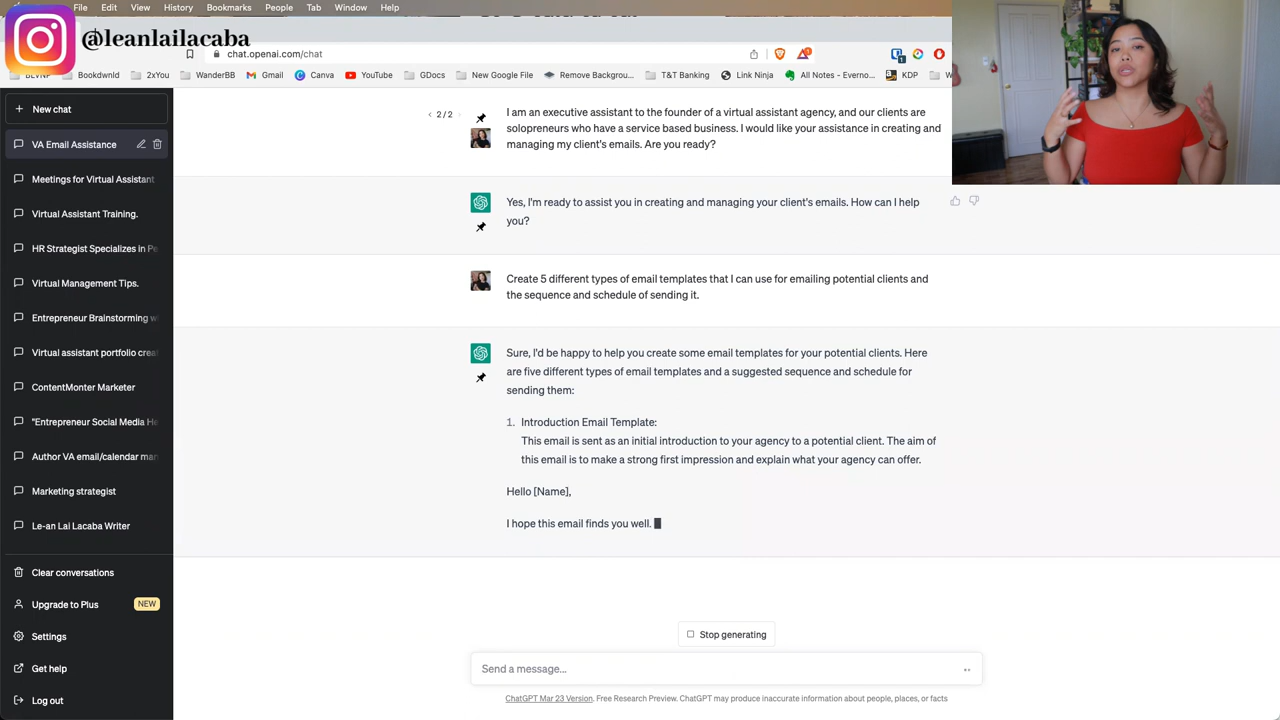 @leanlailacaba
Bookmarks People Tab Window Help
chat.openai.com/chat
BLVNP Bookdwnld 2xYou WanderBB Gmail Canva YouTube GDocs New Google File Remove Backgrou... T&T Banking Link Ninja All Notes - Everno... KDP
New chat
VA Email Assistance
Meetings for Virtual Assistant
Virtual Assistant Training.
HR Strategist Specializes in Pe
Virtual Management Tips.
Entrepreneur Brainstorming w
Virtual assistant portfolio crea
ContentMonter Marketer
"Entrepreneur Social Media He
Author VA email/calendar man
Marketing strategist
Le-an Lai Lacaba Writer
Clear conversations
Upgrade to Plus NEW
Settings
Get help
Log out
< 2 / 2 >
I am an executive assistant to the founder of a virtual assistant agency, and our clients are
solopreneurs who have a service based business. I would like your assistance in creating and
managing my client's emails. Are you ready?
Yes, I'm ready to assist you in creating and managing your client's emails. How can I help
you?
Create 5 different types of email templates that I can use for emailing potential clients and
the sequence and schedule of sending it.
Sure, I'd be happy to help you create some email templates for your potential clients. Here
are five different types of email templates and a suggested sequence and schedule for
sending them:
1. Introduction Email Template:
This email is sent as an initial introduction to your agency to a potential client. The aim of
this email is to make a strong first impression and explain what your agency can offer.
Hello [Name],
I hope this email finds you well.
Stop generating
Send a message...
ChatGPT Mar 23 Version. Free Research Preview. ChatGPT may produce inaccurate information about people, places, or facts